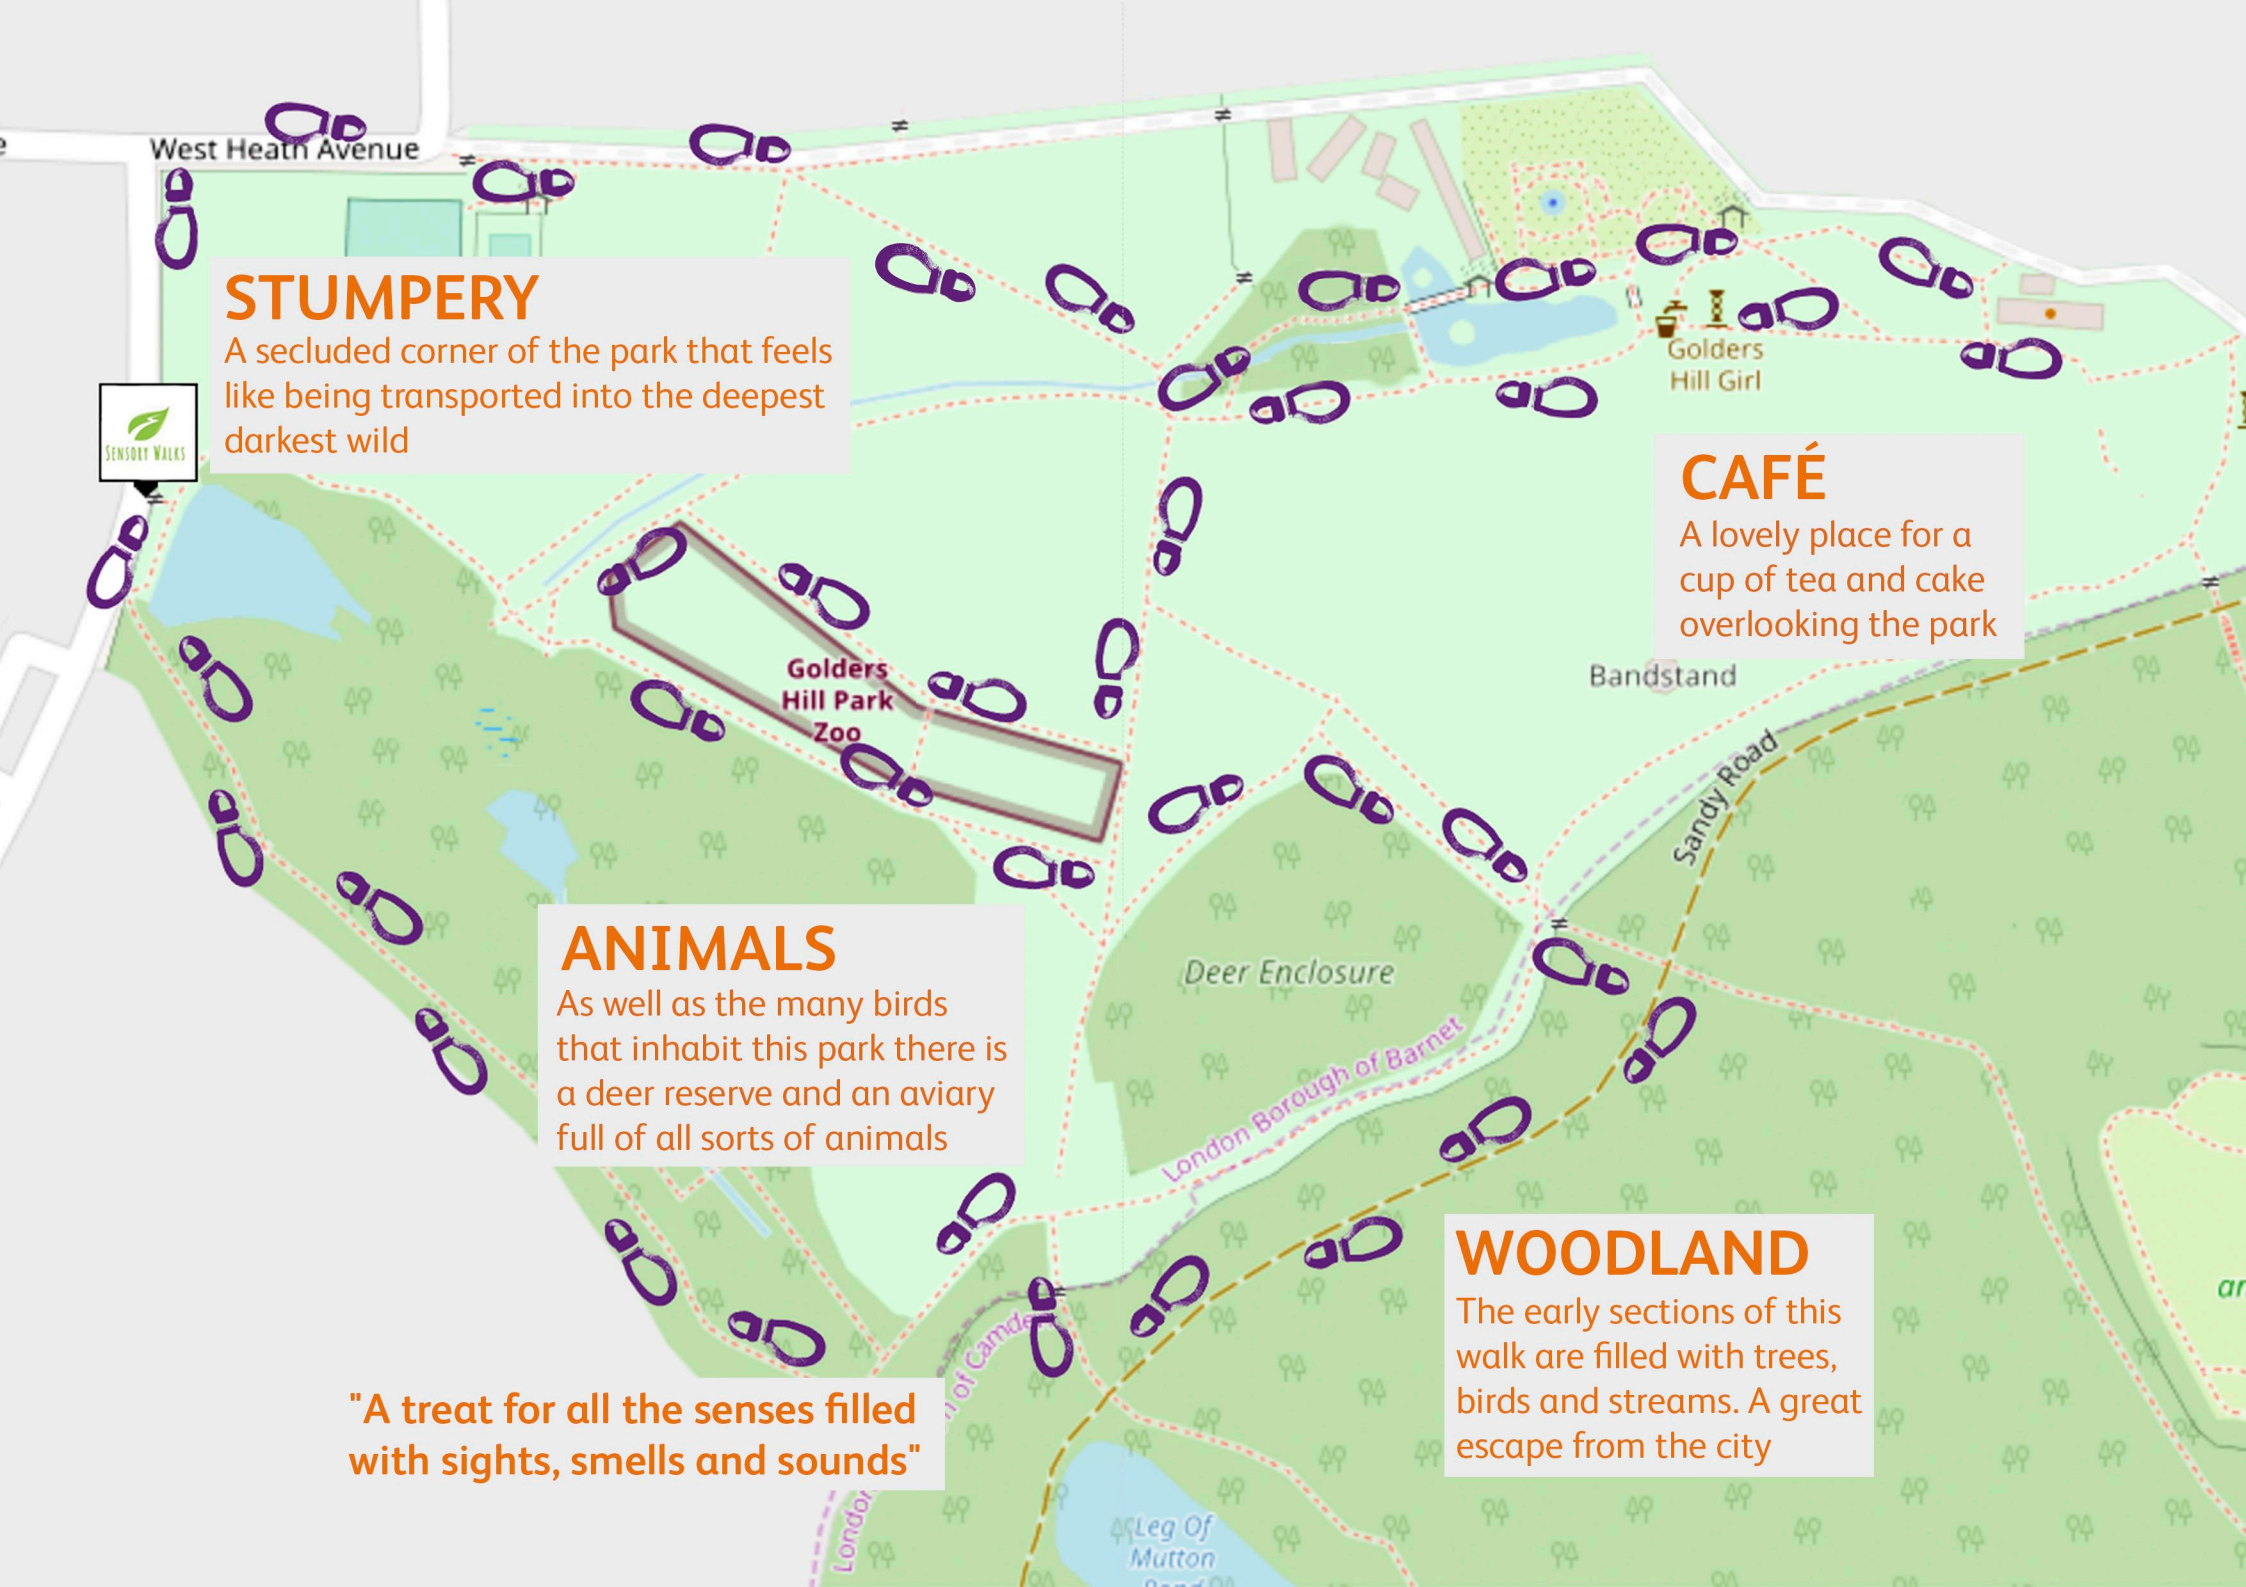 West Heath Avenue
STUMPERY
A secluded corner of the park that feels
like being transported into the deepest
darkest wild
SENSORY WALKS
Golders
Hill Girl
CAFÉ
A lovely place for a
cup of tea and cake
overlooking the park
Bandstand
Golders
Hill Park
Zoo
Sandy Road
ANIMALS
As well as the many birds
that inhabit this park there is
a deer reserve and an aviary
full of all sorts of animals
Deer Enclosure
London Borough of Barnet
of Camden
London
WOODLAND
The early sections of this
walk are filled with trees,
birds and streams. A great
escape from the city
"A treat for all the senses filled
with sights, smells and sounds"
Leg Of
Mutton